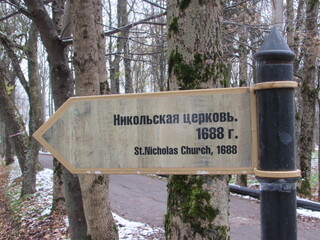 Никольская церковь.
1688 г.
St.Nicholas Church, 1688